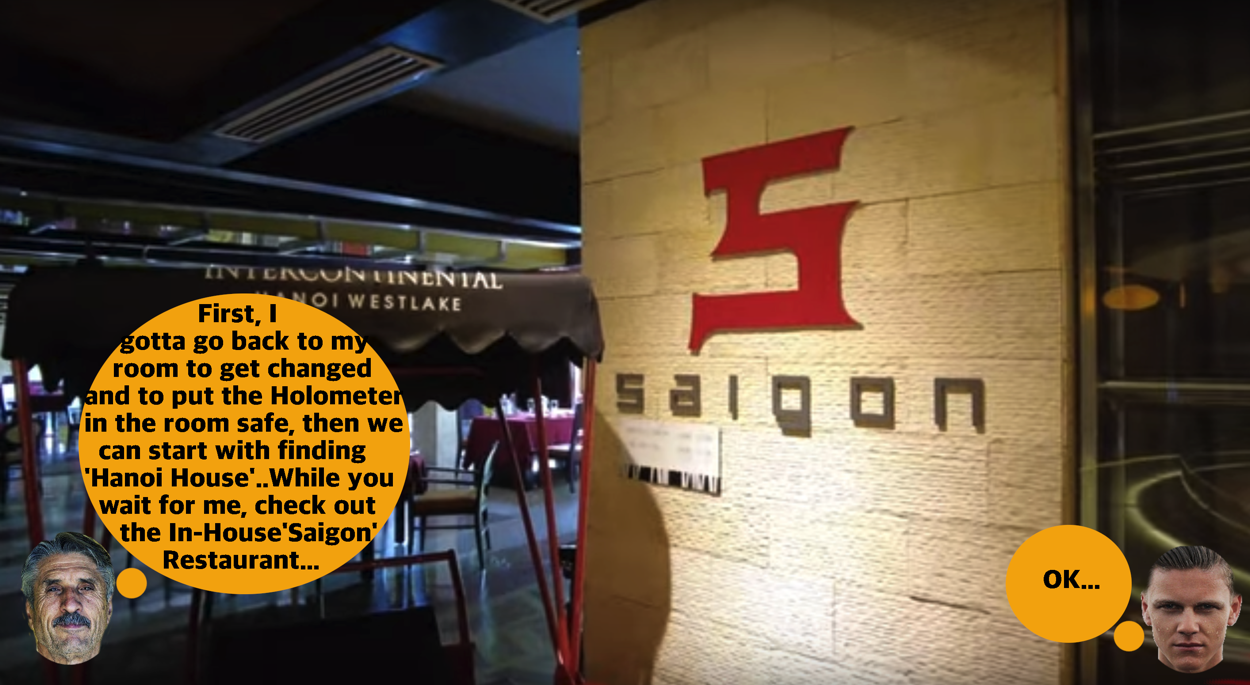 INTERCONTINENTAL
HANOI WESTLAKE
S
saigon
First, I
gotta go back to my
room to get changed
and to put the Holometer
in the room safe, then we
can start with finding
'Hanoi House'..While you
wait for me, check out
the In-House'Saigon'
Restaurant...
OK...